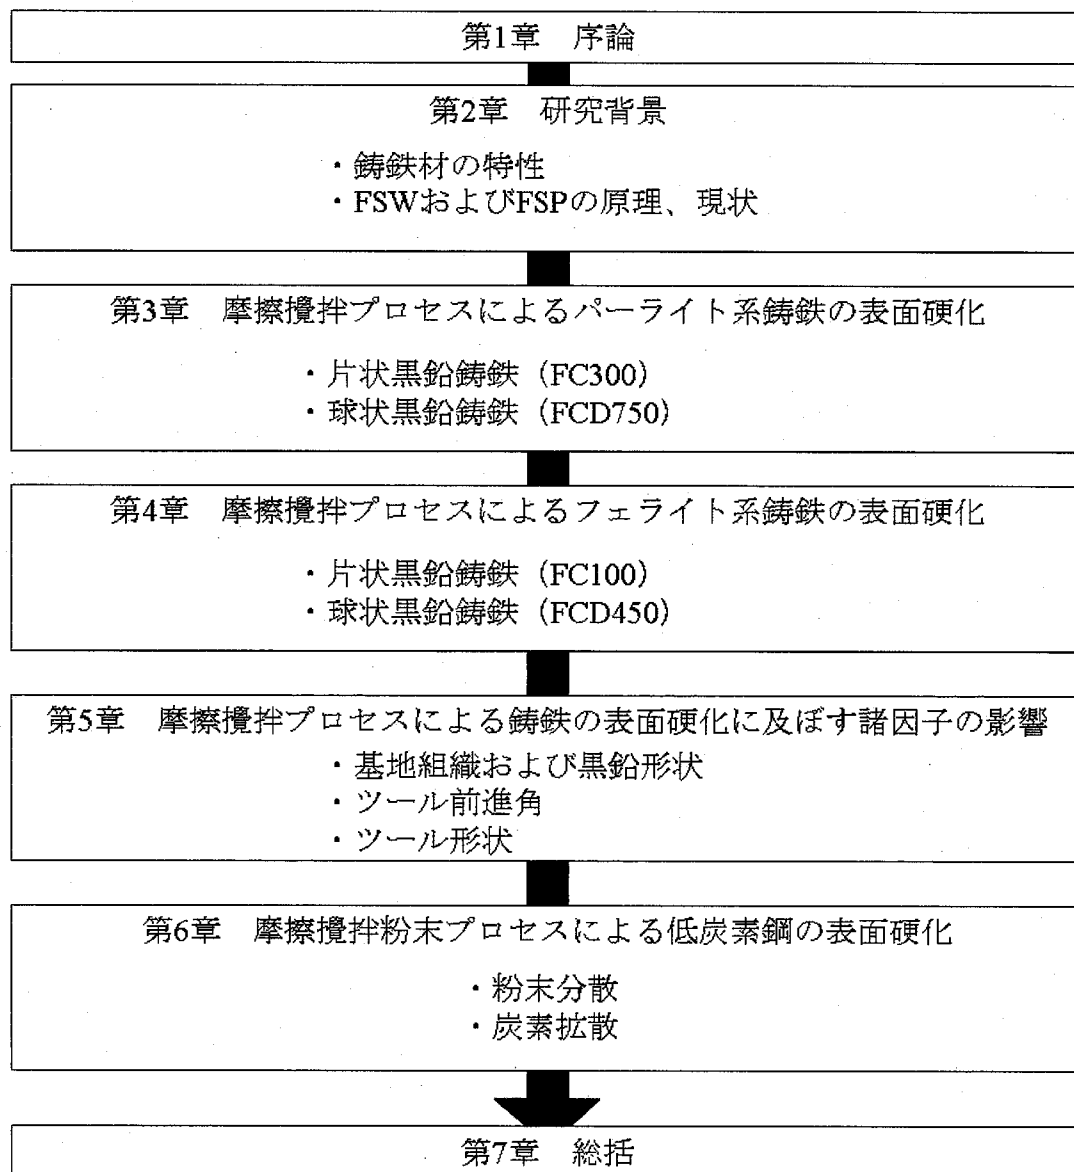 第1章　序論
第2章　研究背景
・鋳鉄材の特性
・FSWおよびFSPの原理、現状
第3章　摩擦攪拌プロセスによるパーライト系鋳鉄の表面硬化
・片状黒鉛鋳鉄（FC300）
・球状黒鉛鋳鉄（FCD750）
第4章　摩擦攪拌プロセスによるフェライト系鋳鉄の表面硬化
・片状黒鉛鋳鉄（FC100）
・球状黒鉛鋳鉄（FCD450）
第5章　摩擦攪拌プロセスによる鋳鉄の表面硬化に及ぼす諸因子の影響
・基地組織および黒鉛形状
・ツール前進角
・ツール形状
第6章　摩擦攪拌粉末プロセスによる低炭素鋼の表面硬化
・粉末分散
・炭素拡散
第7章　総括